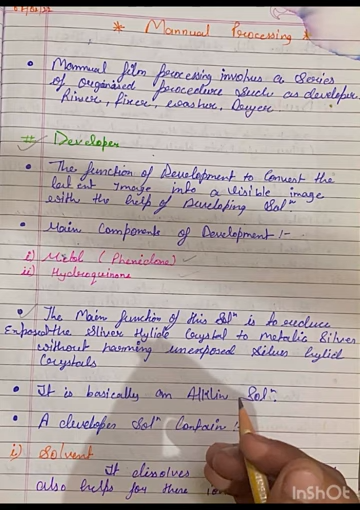 * Mannual Processing *
• Mannual film processing involves a series
of organised procedure such as developer
Rinser, fixer, washer, Dryer
# Developer
• The function of Development to Convert the
latent Image into a visible image
with the help of Developing Solⁿ
• Main Components of Development :-
i) Metol (Phenidone)
ii) Hydroquinone
• The Main function of this Solⁿ is to reduce
Exposed the Sliver Hylide Crystal to Metalic Silver
without harming unexposed silver hylid
Crystals
• It is basically an Alklin Solⁿ.
• A developer Solⁿ Contain :
i) Solvent
It dissolves
also helps for there
InShot